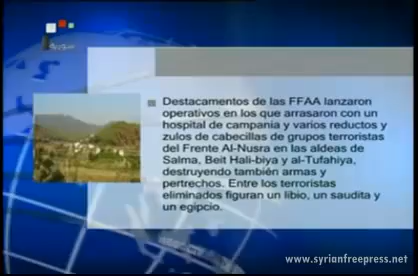 Destacamentos de las FFAA lanzaron
operativos en los que arrasaron con un
hospital de campania y varios reductos y
zulos de cabecillas de grupos terroristas
del Frente Al-Nusra en las aldeas de
Salma, Beit Hali-biya y al-Tufahiya,
destruyendo también armas y
pertrechos. Entre los terroristas
eliminados figuran un libio, un saudita y
un egipcio.
www.syrianfreepress.net